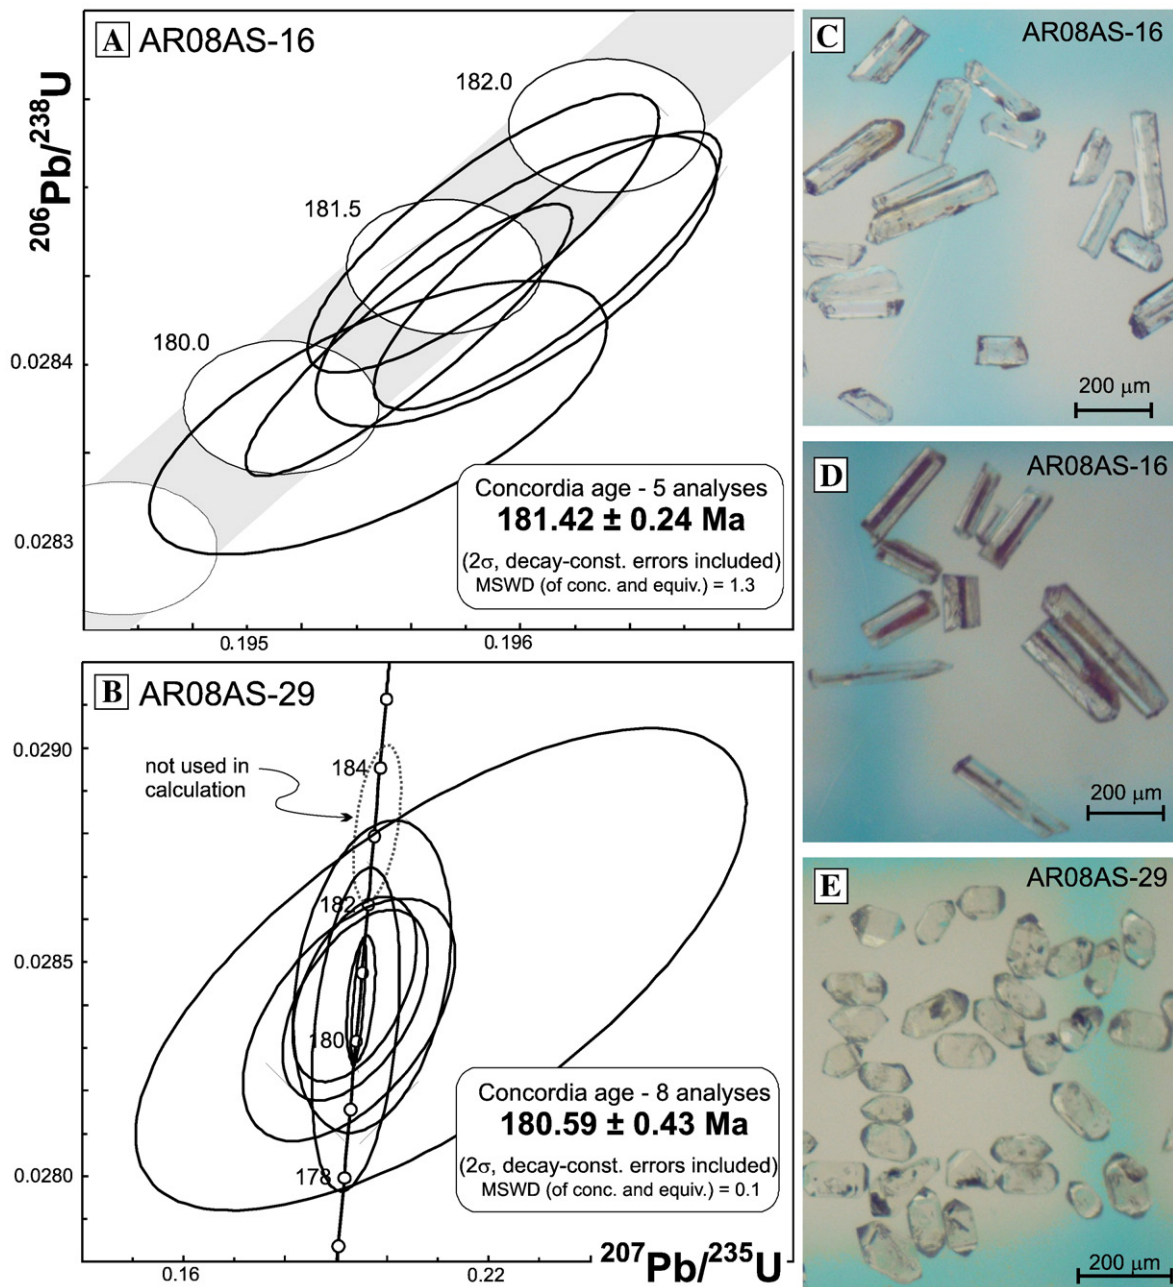 A AR08AS-16
206Pb/238U
182.0
181.5
180.0
0.0284
0.0283
0.195
0.196
Concordia age - 5 analyses
181.42 ± 0.24 Ma
(2σ, decay-const. errors included)
MSWD (of conc. and equiv.) = 1.3
B AR08AS-29
0.0290
0.0285
0.0280
not used in
calculation
184
182
180
178
Concordia age - 8 analyses
180.59 ± 0.43 Ma
(2σ, decay-const. errors included)
MSWD (of conc. and equiv.) = 0.1
0.16
0.22
207Pb/235U
C AR08AS-16
200 µm
D AR08AS-16
200 µm
E AR08AS-29
200 µm